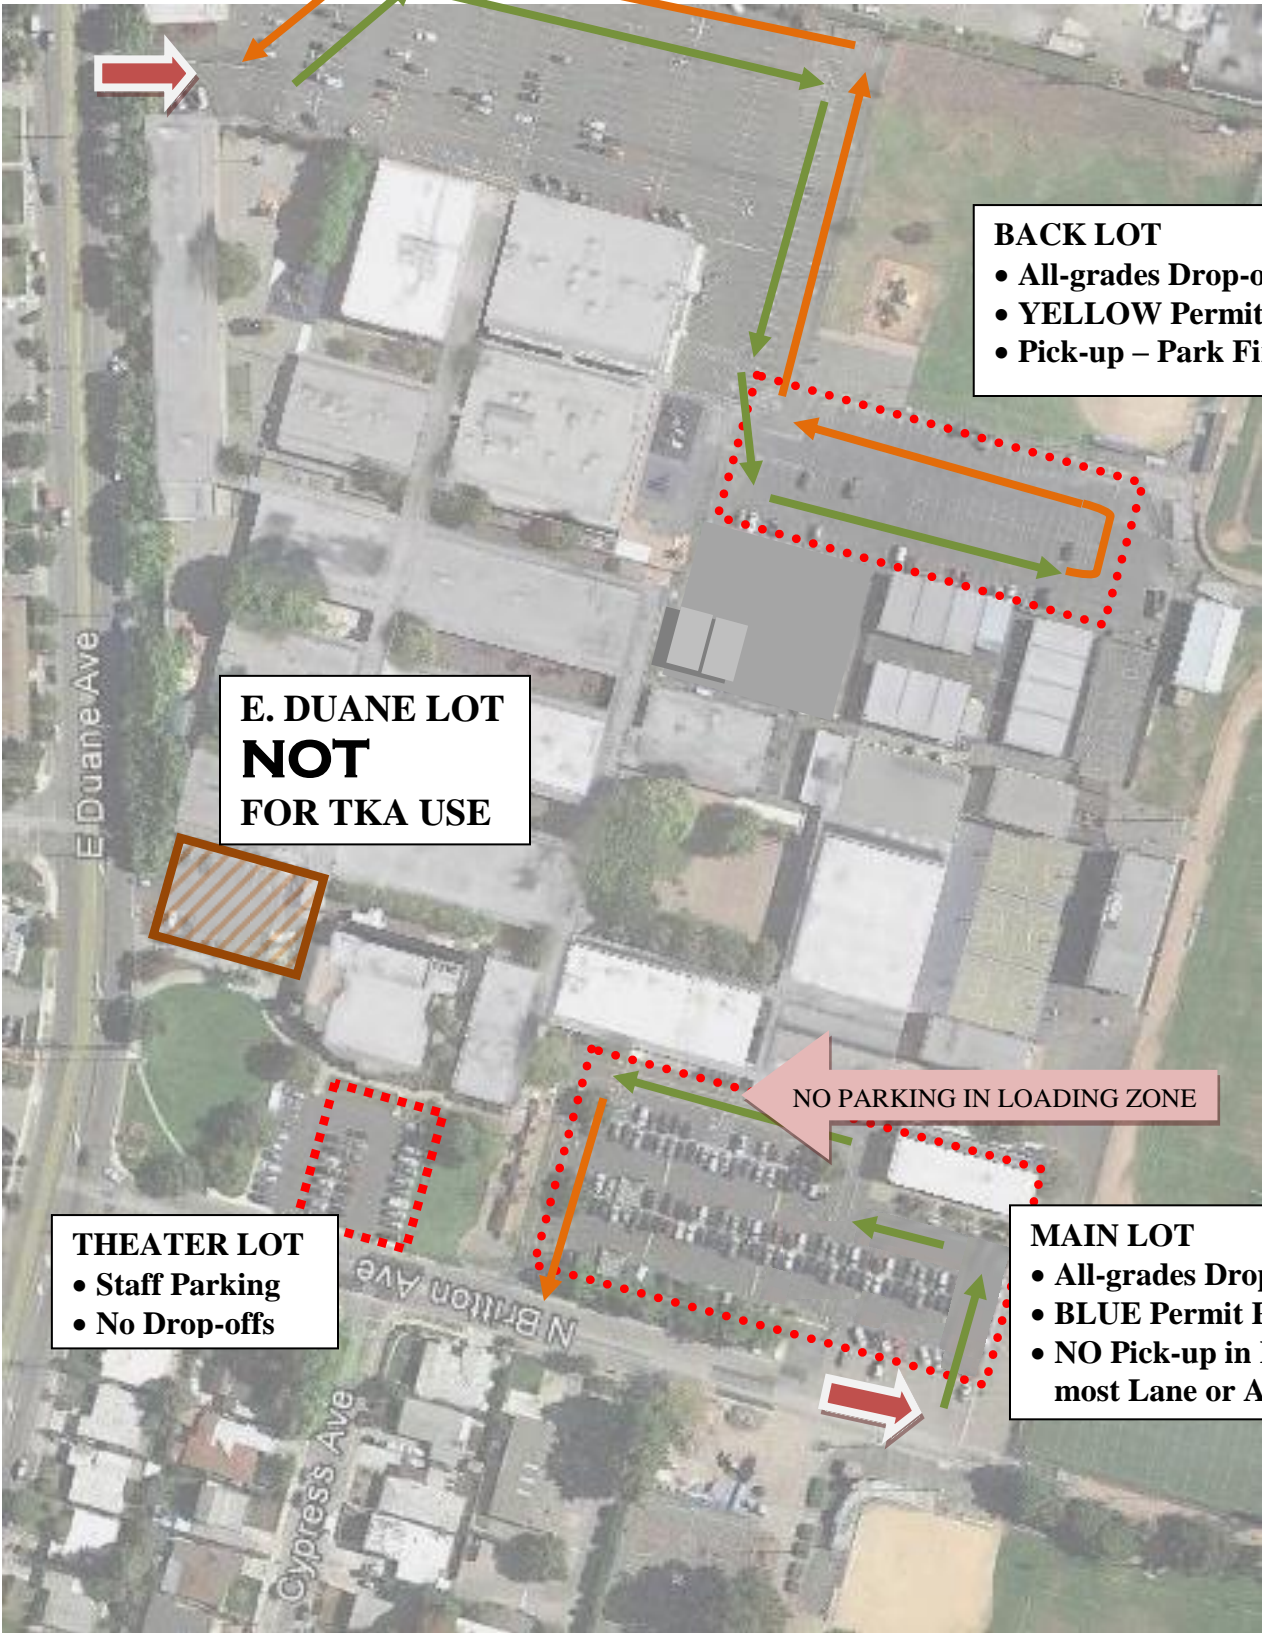 BACK LOT
• All-grades Drop-o
• YELLOW Permit
• Pick-up – Park Fi
E. DUANE LOT
NOT
FOR TKA USE
E Duane Ave
NO PARKING IN LOADING ZONE
THEATER LOT
• Staff Parking
• No Drop-offs
N Britton Ave
MAIN LOT
• All-grades Drop
• BLUE Permit
• NO Pick-up in
most Lane or A
Cypress Ave